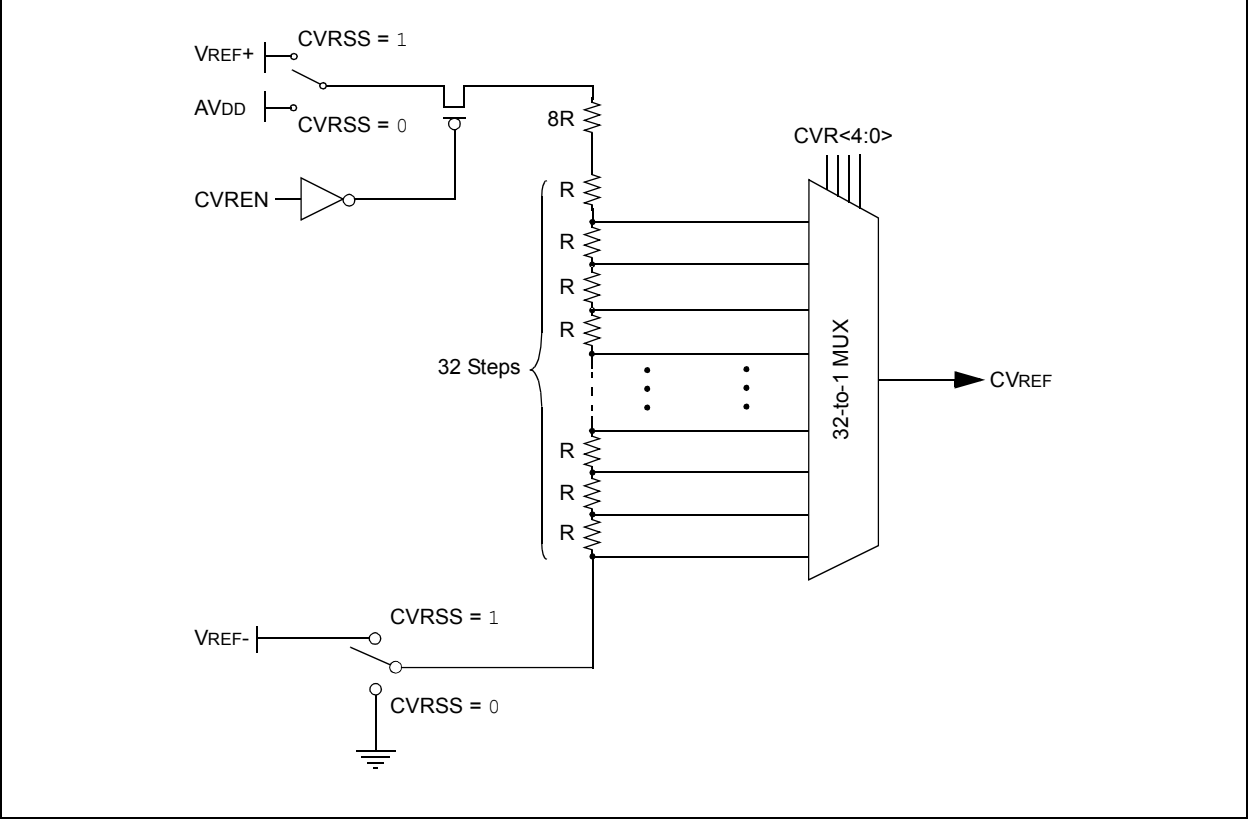 VREF+
CVRSS = 1
AVDD
CVRSS = 0
8R
CVR<4:0>
CVREN
R
R
R
R
32 Steps
32-to-1 MUX
CVREF
R
R
R
CVRSS = 1
VREF-
CVRSS = 0